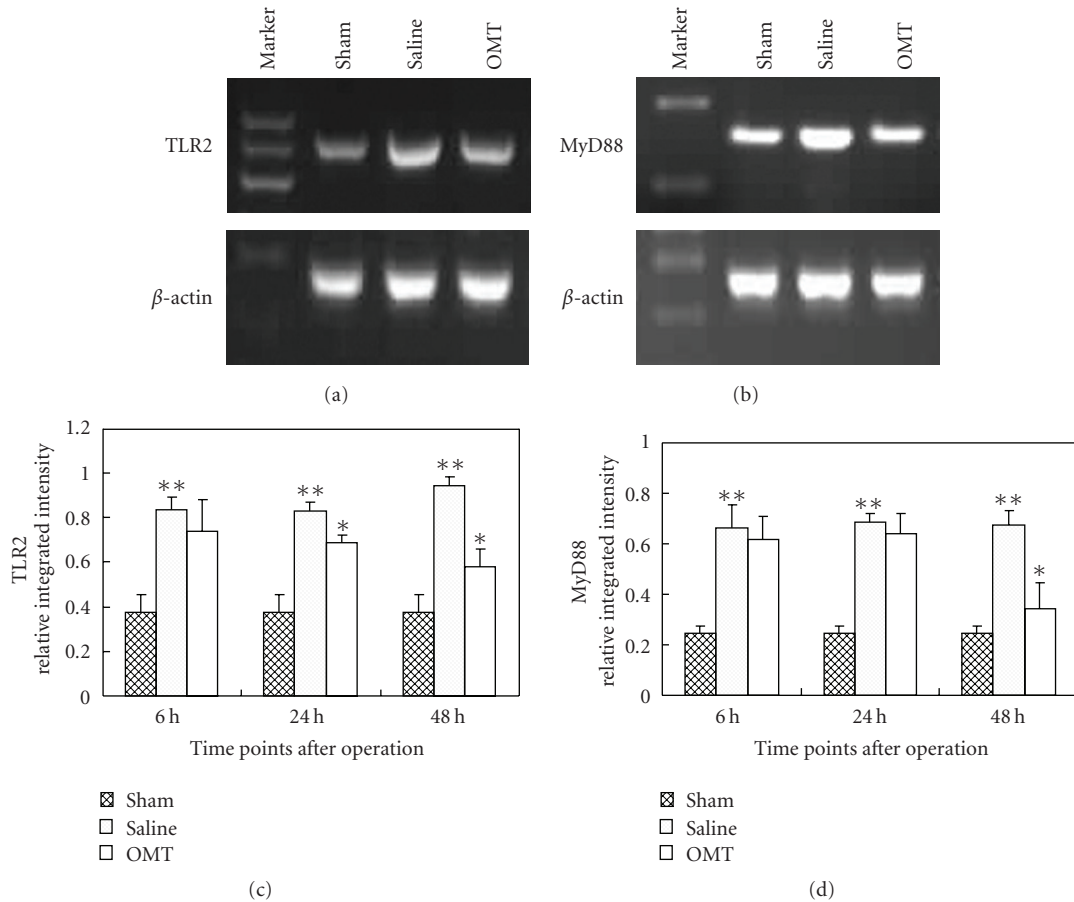 Marker Sham Saline OMT
TLR2
β-actin
(a)
Marker Sham Saline OMT
MyD88
β-actin
(b)
TLR2
relative integrated intensity
1.2
1
0.8
0.6
0.4
0.2
0
** ** * ** *
6 h 24 h 48 h
Time points after operation
Sham
Saline
OMT
(c)
MyD88
relative integrated intensity
1
0.8
0.6
0.4
0.2
0
** ** ** *
6 h 24 h 48 h
Time points after operation
Sham
Saline
OMT
(d)